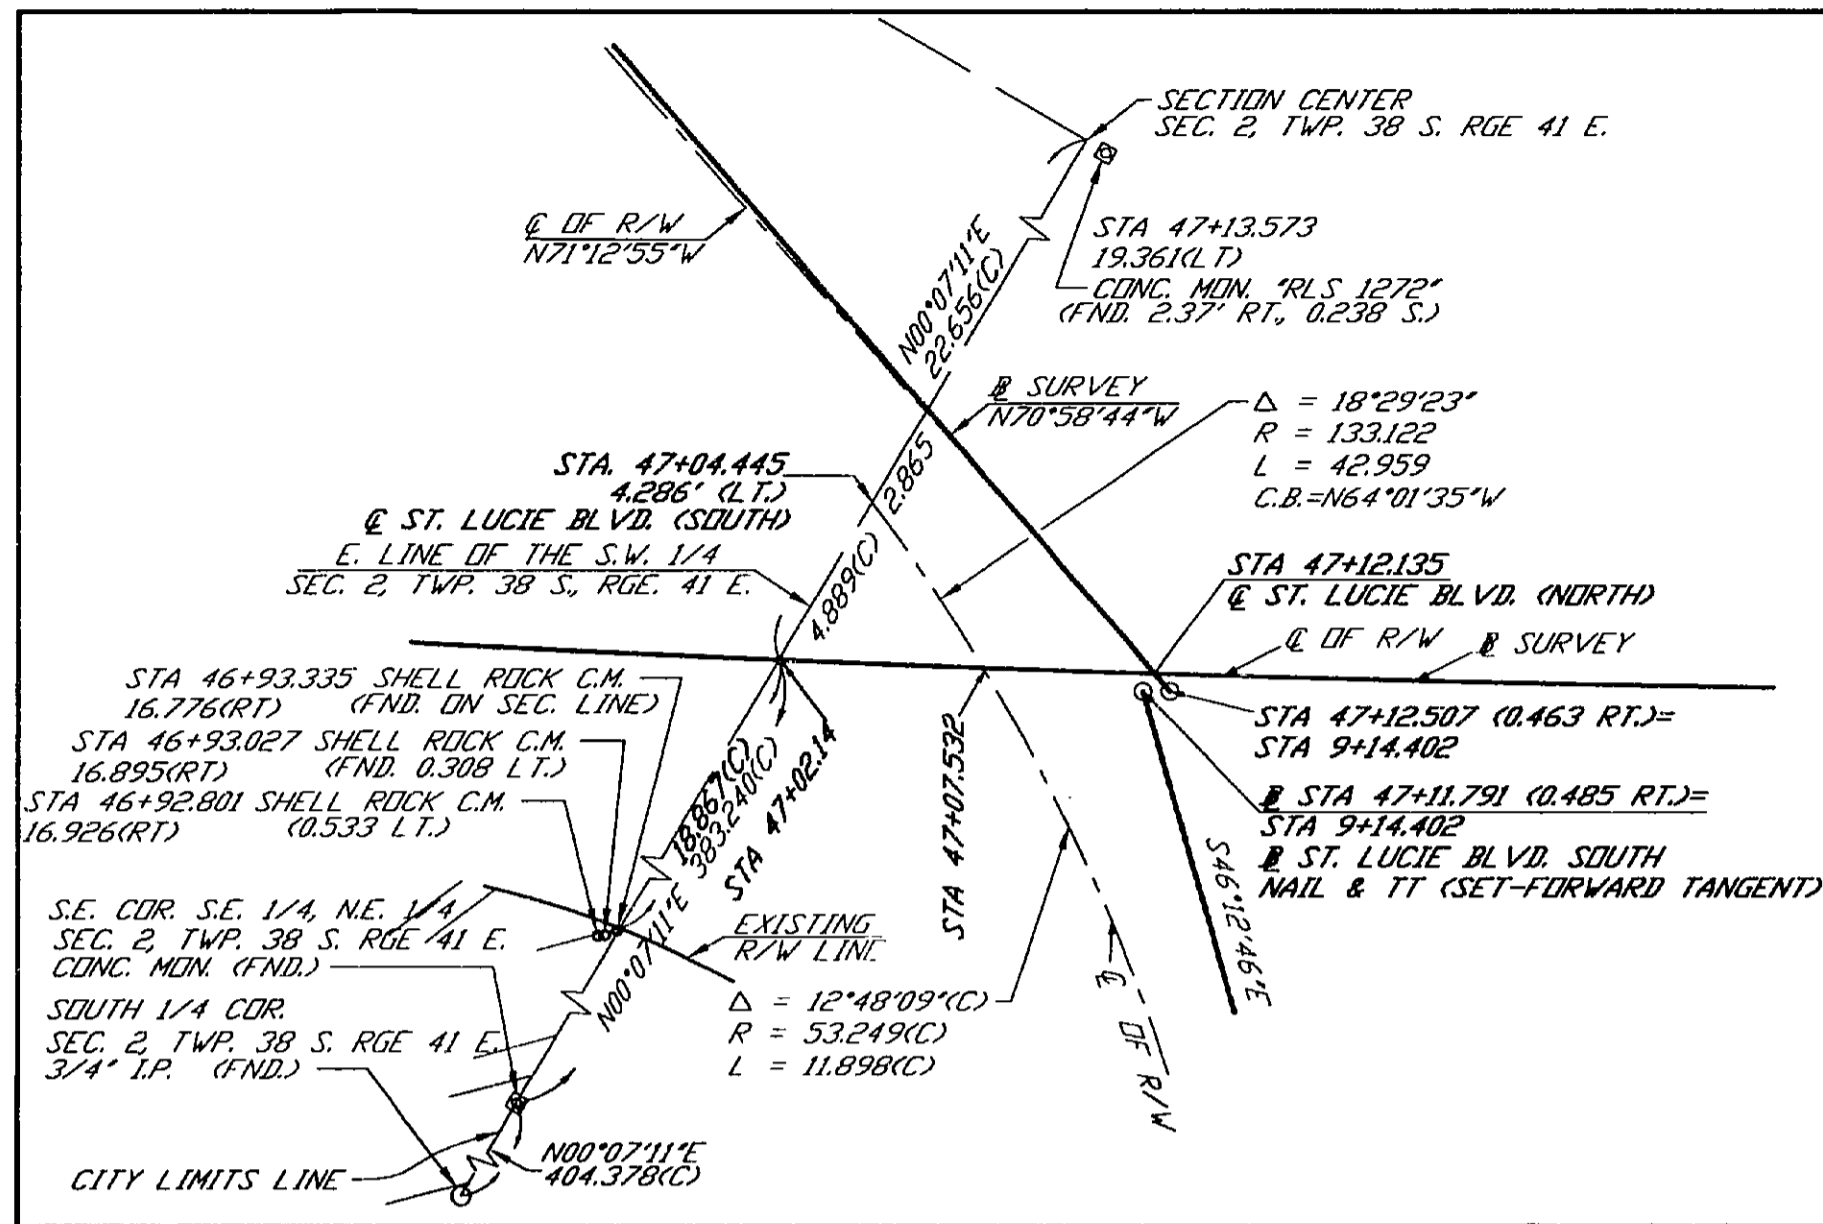 SECTION CENTER
SEC. 2, TWP. 38 S. RGE 41 E.
℄ OF R/W
N71°12'55"W
STA 47+13.573
19.361(LT)
CONC. MON. "RLS 1272"
(FND. 2.37' RT., 0.238 S.)
N00°07'11"E
22.656(C)
℄ SURVEY
N70°58'44"W
Δ = 18°29'23"
R = 133.122
L = 42.959
C.B.=N64°01'35"W
STA. 47+04.445
4.286' (LT.)
℄ ST. LUCIE BLVD. (SOUTH)
2.865
E. LINE OF THE S.W. 1/4
SEC. 2, TWP. 38 S., RGE. 41 E.
4.889(C)
STA 47+12.135
℄ ST. LUCIE BLVD. (NORTH)
℄ OF R/W
SURVEY
STA 46+93.335 SHELL ROCK C.M.
16.776(RT) (FND. ON SEC. LINE)
STA 46+93.027 SHELL ROCK C.M.
16.895(RT) (FND. 0.308 LT.)
STA 46+92.801 SHELL ROCK C.M.
16.926(RT) (0.533 LT.)
18.867(C)
N00°07'11"E 383.240(C)
STA 47+02.14
STA 47+07.532
STA 47+12.507 (0.463 RT.)=
STA 9+14.402
STA 47+11.791 (0.485 RT.)=
STA 9+14.402
ST. LUCIE BLVD. SOUTH
NAIL & TT (SET-FORWARD TANGENT)
S46°12'46"E
S.E. COR. S.E. 1/4, N.E. 1/4
SEC. 2, TWP. 38 S. RGE 41 E.
CONC. MON. (FND.)
EXISTING
R/W LINE
SOUTH 1/4 COR.
SEC. 2, TWP. 38 S. RGE 41 E.
3/4" I.P. (FND.)
Δ = 12°48'09"(C)
R = 53.249(C)
L = 11.898(C)
℄ OF R/W
N00°07'11"E
404.378(C)
CITY LIMITS LINE